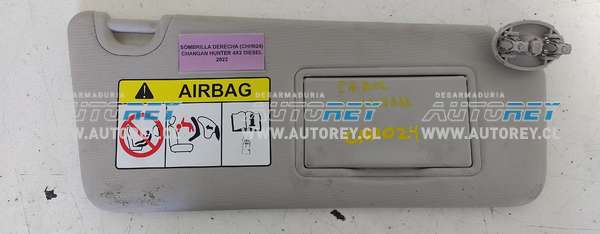 SOMBRILLA DERECHA (CHH024)
CHANGAN HUNTER 4X2 DIESEL
2022
AIRBAG
DESARMADURIA
AUTOREY
WWW.AUTOREY.CL
DESARMADURIA
AUTOREY
WWW.AUTOREY.CL
DESARMADURIA
AUTOREY
WWW.AUTOREY.CL